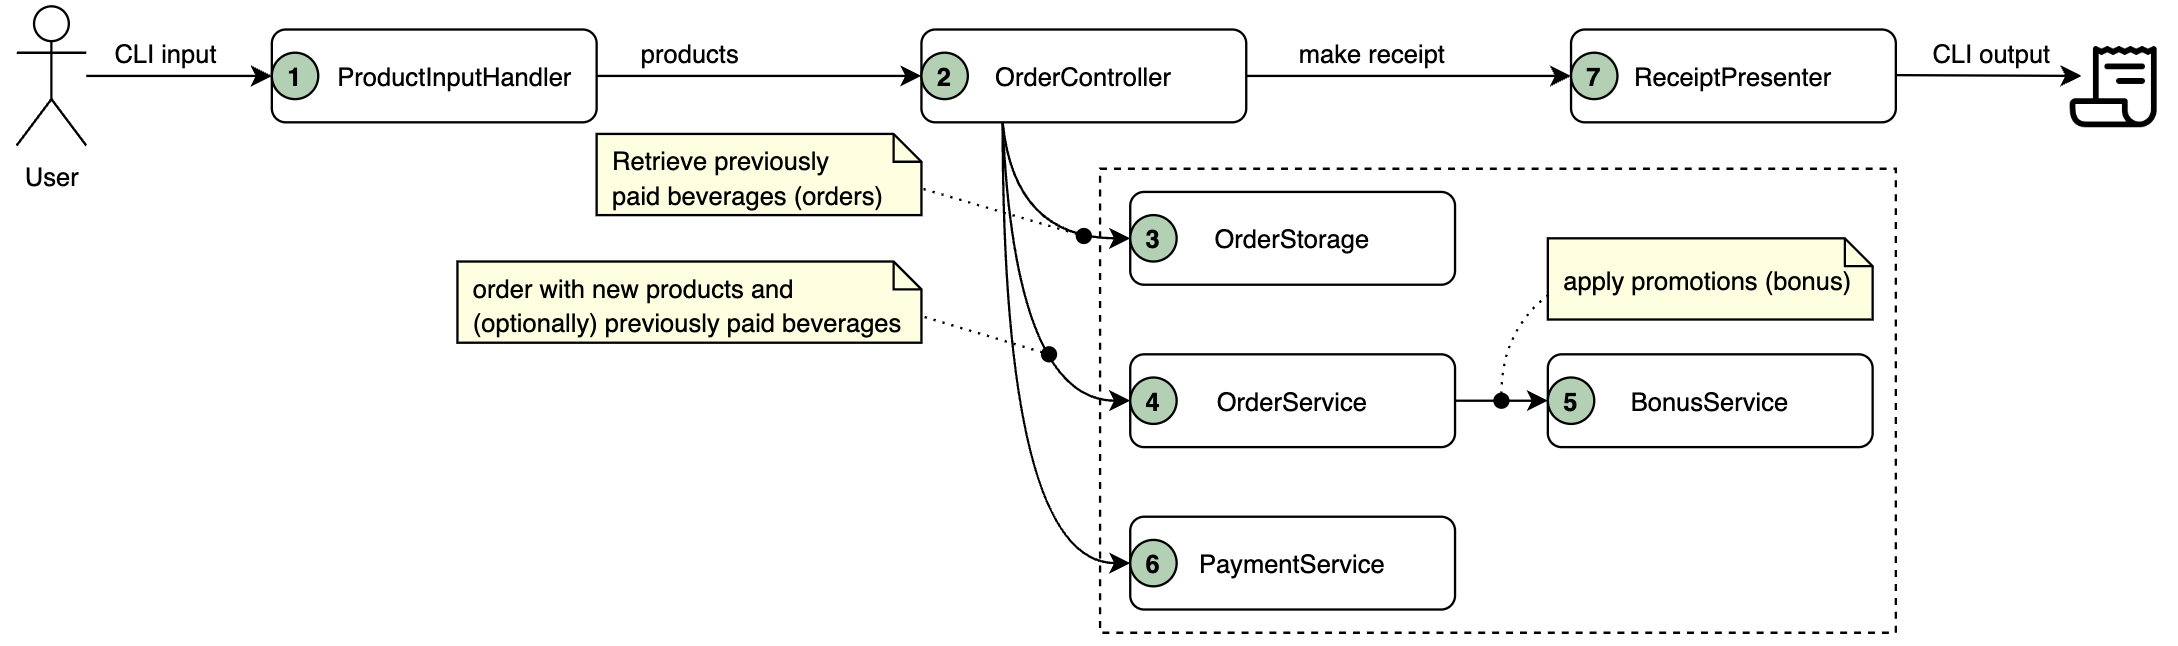 CLI input
1
ProductInputHandler
products
2
OrderController
make receipt
7
ReceiptPresenter
CLI output
User
Retrieve previously
paid beverages (orders)
3
OrderStorage
order with new products and
(optionally) previously paid beverages
apply promotions (bonus)
4
OrderService
5
BonusService
6
PaymentService